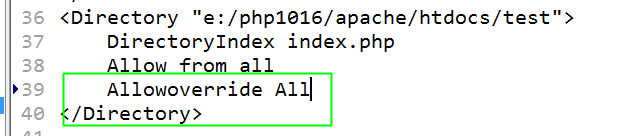 36 <Directory "e:/php1016/apache/htdocs/test">
37 DirectoryIndex index.php
38 Allow from all
39 Allowoverride All
40 </Directory>
41